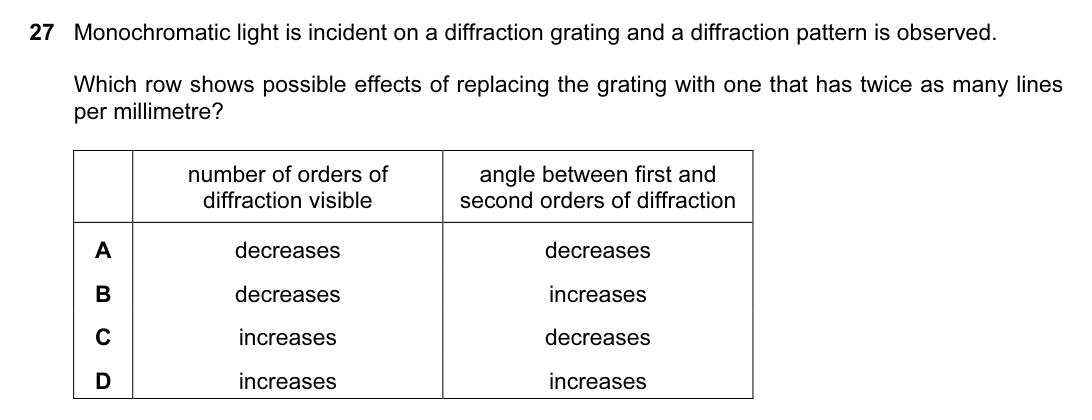 27 Monochromatic light is incident on a diffraction grating and a diffraction pattern is observed.
Which row shows possible effects of replacing the grating with one that has twice as many lines
per millimetre?
number of orders of diffraction visible angle between first and second orders of diffraction
A decreases decreases
B decreases increases
C increases decreases
D increases increases